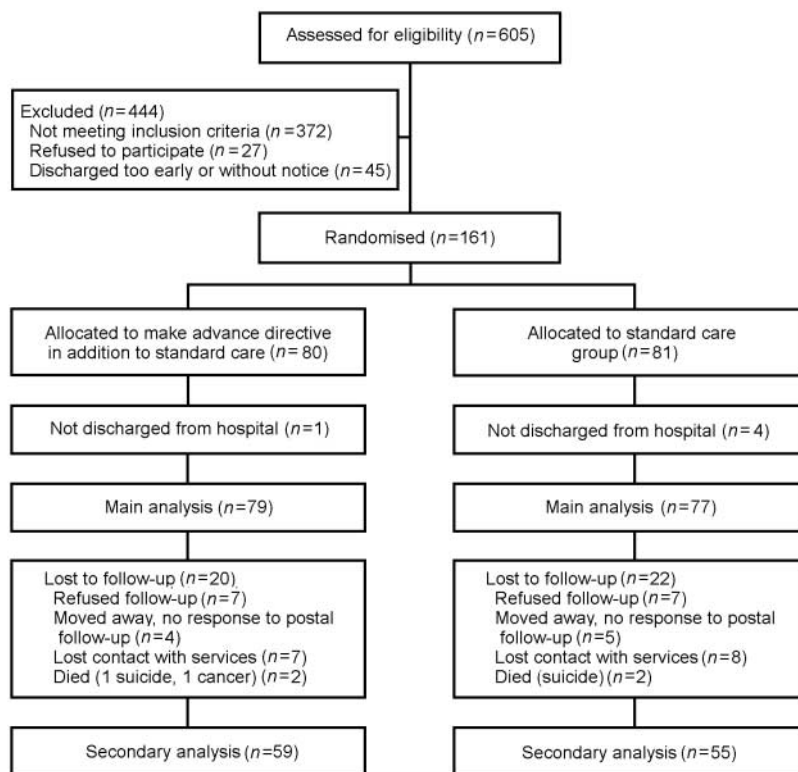 Assessed for eligibility (n=605)
Excluded (n=444)
Not meeting inclusion criteria (n=372)
Refused to participate (n=27)
Discharged too early or without notice (n=45)
Randomised (n=161)
Allocated to make advance directive
in addition to standard care (n=80)
Allocated to standard care
group (n=81)
Not discharged from hospital (n=1)
Not discharged from hospital (n=4)
Main analysis (n=79)
Main analysis (n=77)
Lost to follow-up (n=20)
Refused follow-up (n=7)
Moved away, no response to postal
follow-up (n=4)
Lost contact with services (n=7)
Died (1 suicide, 1 cancer) (n=2)
Lost to follow-up (n=22)
Refused follow-up (n=7)
Moved away, no response to postal
follow-up (n=5)
Lost contact with services (n=8)
Died (suicide) (n=2)
Secondary analysis (n=59)
Secondary analysis (n=55)